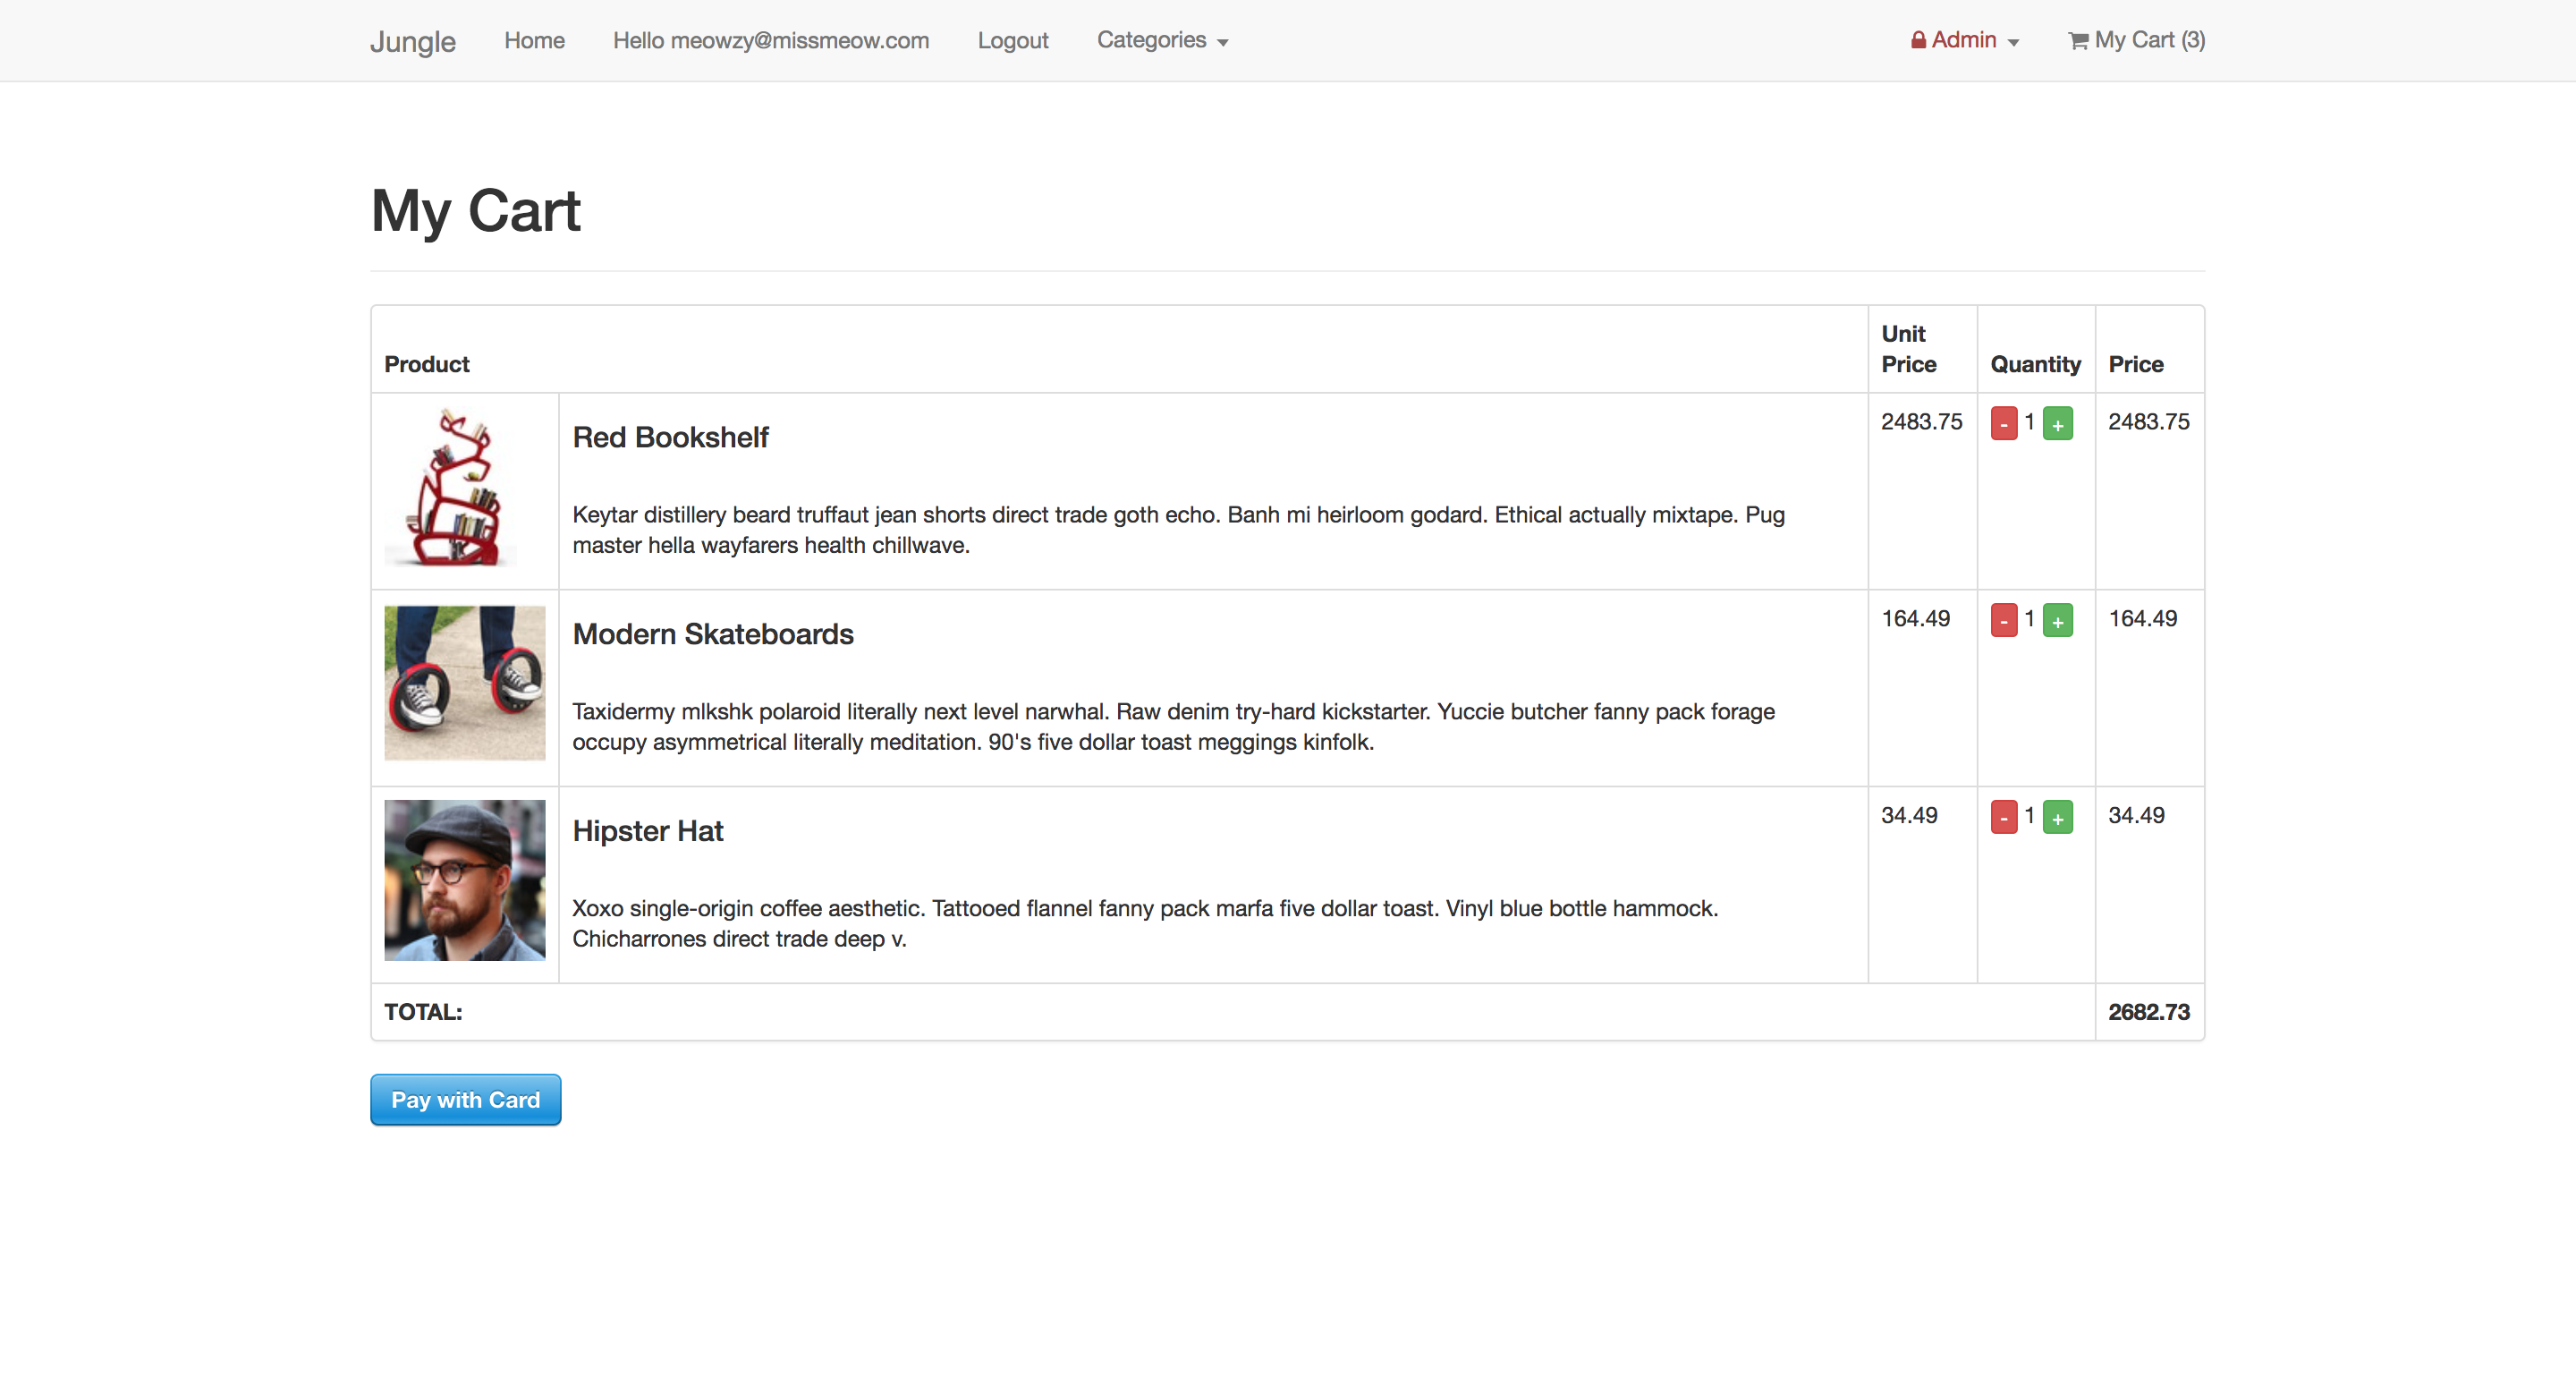 Jungle Home Hello meowzy@missmeow.com Logout Categories Admin My Cart (3)
My Cart
Product Unit Price Quantity Price
Red Bookshelf 2483.75 - 1 + 2483.75
Keytar distillery beard truffaut jean shorts direct trade goth echo. Banh mi heirloom godard. Ethical actually mixtape. Pug
master hella wayfarers health chillwave.
Modern Skateboards 164.49 - 1 + 164.49
Taxidermy mlkshk polaroid literally next level narwhal. Raw denim try-hard kickstarter. Yuccie butcher fanny pack forage
occupy asymmetrical literally meditation. 90's five dollar toast meggings kinfolk.
Hipster Hat 34.49 - 1 + 34.49
Xoxo single-origin coffee aesthetic. Tattooed flannel fanny pack marfa five dollar toast. Vinyl blue bottle hammock.
Chicharrones direct trade deep v.
TOTAL: 2682.73
Pay with Card